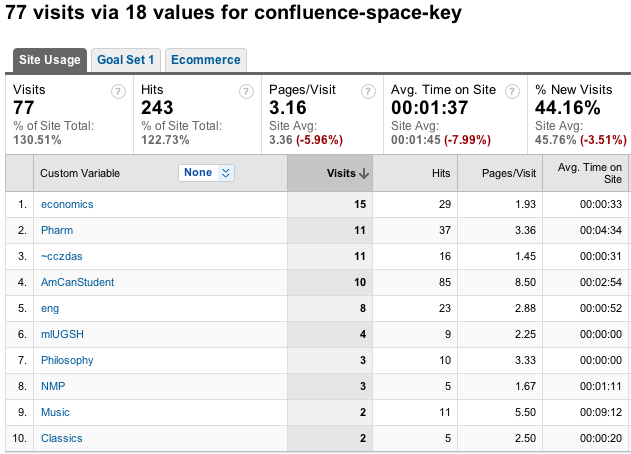 77 visits via 18 values for confluence-space-key
Site Usage Goal Set 1 Ecommerce
Visits ? Hits ? Pages/Visit ? Avg. Time on Site ? % New Visits
77 243 3.16 00:01:37 44.16%
% of Site Total: % of Site Total: Site Avg: Site Avg: Site Avg:
130.51% 122.73% 3.36 (-5.96%) 00:01:45 (-7.99%) 45.76% (-3.51%)
Custom Variable None Visits Hits Pages/Visit Avg. Time on Site
1. economics 15 29 1.93 00:00:33
2. Pharm 11 37 3.36 00:04:34
3. ~cczdas 11 16 1.45 00:00:31
4. AmCanStudent 10 85 8.50 00:02:54
5. eng 8 23 2.88 00:00:52
6. mlUGSH 4 9 2.25 00:00:00
7. Philosophy 3 10 3.33 00:00:00
8. NMP 3 5 1.67 00:01:11
9. Music 2 11 5.50 00:09:12
10. Classics 2 5 2.50 00:00:20